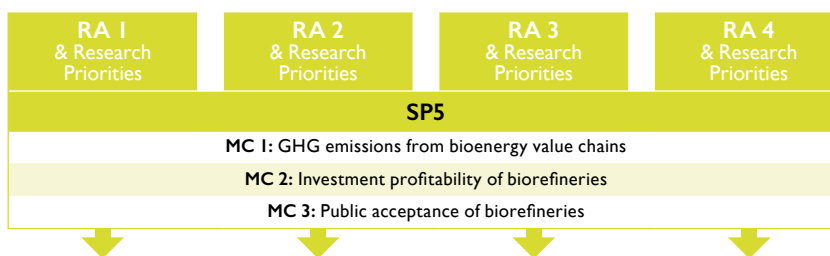 RA 1
& Research
Priorities
RA 2
& Research
Priorities
RA 3
& Research
Priorities
RA 4
& Research
Priorities
SP5
MC 1: GHG emissions from bioenergy value chains
MC 2: Investment profitability of biorefineries
MC 3: Public acceptance of biorefineries